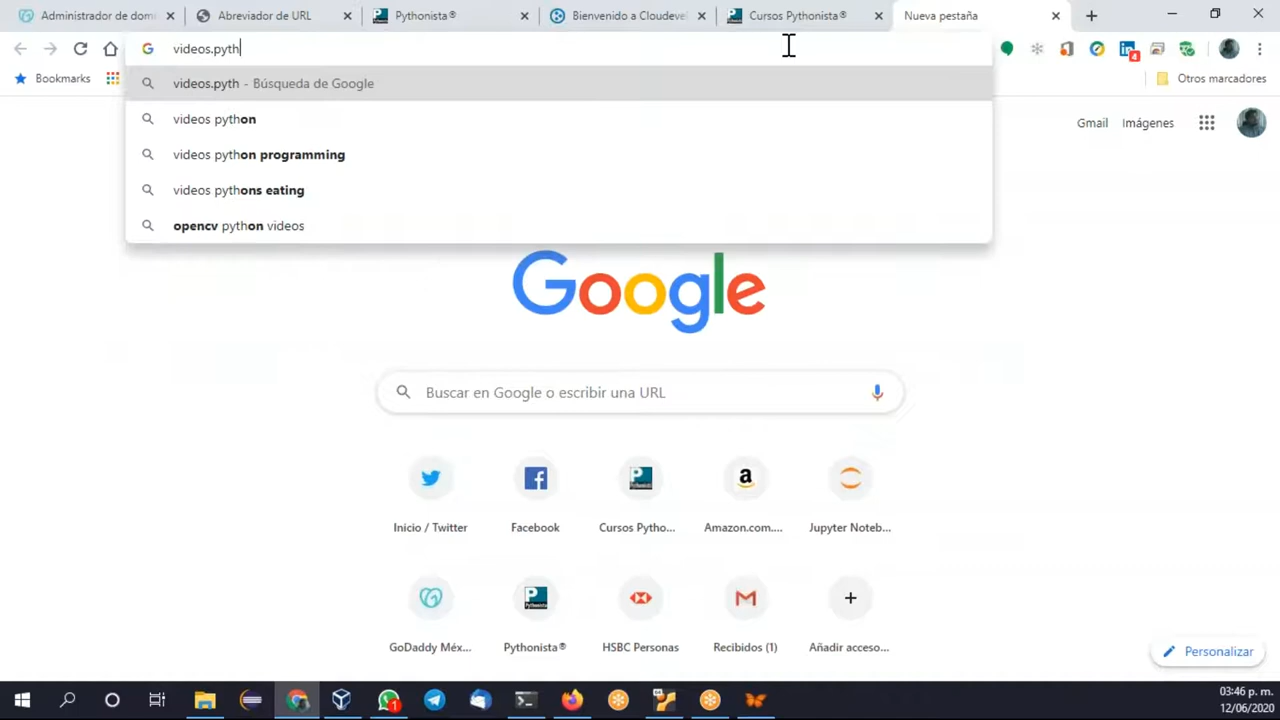 Administrador de dom
Abreviador de URL
Pythonista®
Bienvenido a Cloudeve
Cursos Pythonista®
Nueva pestaña
videos.pyth
4
Bookmarks
Otros marcadores
videos.pyth - Búsqueda de Google
videos python
videos python programming
videos pythons eating
opencv python videos
Gmail
Imágenes
Google
Buscar en Google o escribir una URL
Inicio / Twitter
Facebook
Cursos Pytho...
Amazon.com....
Jupyter Noteb...
GoDaddy Méx...
Pythonista®
HSBC Personas
Recibidos (1)
Añadir acceso...
Personalizar
1
03:46 p. m.
12/06/2020